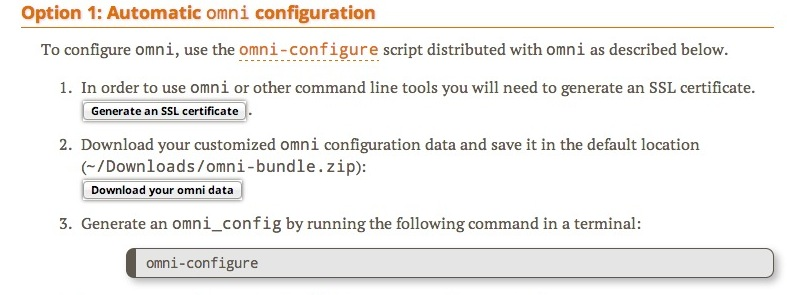 Option 1: Automatic omni configuration
To configure omni, use the omni-configure script distributed with omni as described below.
1. In order to use omni or other command line tools you will need to generate an SSL certificate.
Generate an SSL certificate .
2. Download your customized omni configuration data and save it in the default location
(~/Downloads/omni-bundle.zip):
Download your omni data
3. Generate an omni_config by running the following command in a terminal:
omni-configure